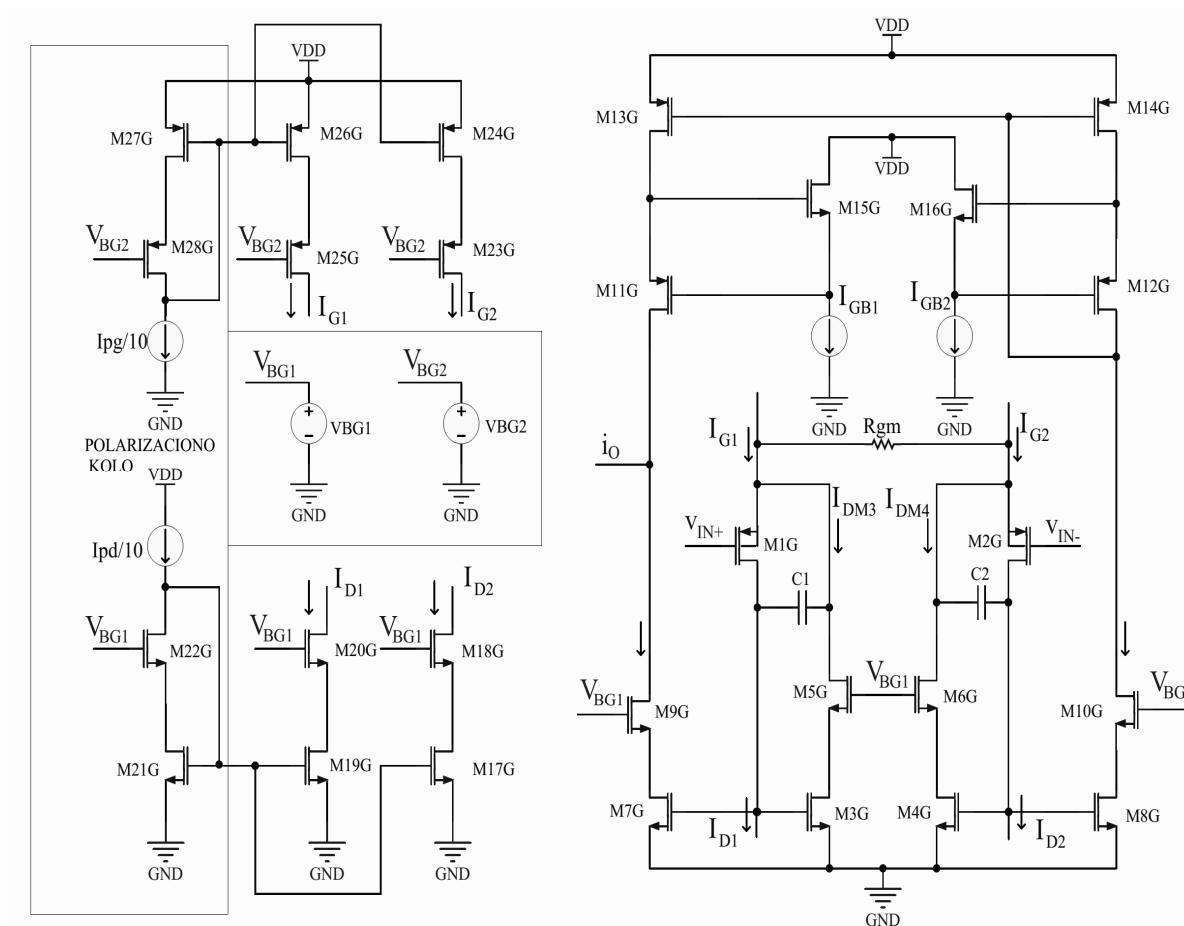 VDD
M27G
M26G
M24G
VBG2
M28G
VBG2
M25G
VBG2
M23G
IG1
IG2
Ipg/10
GND
VBG1
VBG1
GND
VBG2
VBG2
GND
POLARIZACIONO
KOLO
VDD
Ipd/10
VBG1
M22G
ID1
VBG1
M20G
ID2
VBG1
M18G
M21G
M19G
M17G
GND
GND
GND
VDD
M13G
M14G
VDD
M15G
M16G
M11G
IGB1
IGB2
M12G
GND
GND
IG1
Rgm
IG2
iO
IDM3
IDM4
VIN+
M1G
M2G
VIN-
C1
C2
VBG1
M9G
M5G
VBG1
M6G
M10G
VBG
M7G
ID1
M3G
M4G
ID2
M8G
GND